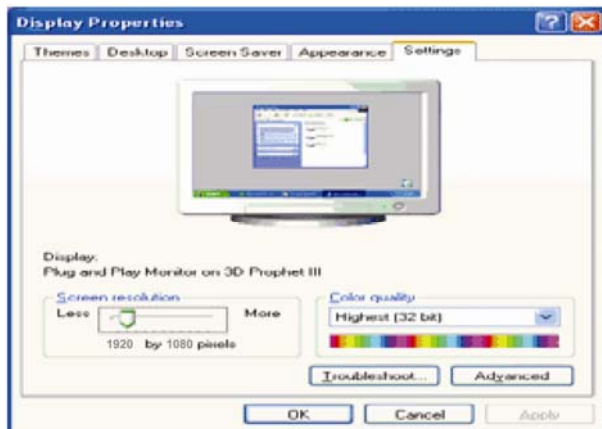 Display Properties
Themes Desktop Screen Saver Appearance Settings
Display:
Plug and Play Monitor on 3D Prophet III
Screen resolution
Less More
1920 by 1080 pixels
Color quality
Highest (32 bit)
Troubleshoot... Advanced
OK Cancel Apply